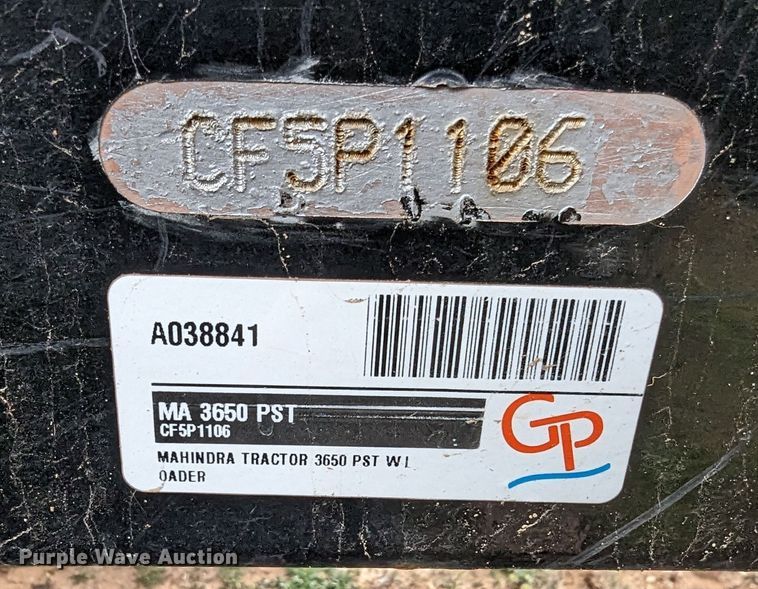 CF5P1106
A038841
MA 3650 PST
CF5P1106
MAHINDRA TRACTOR 3650 PST W L
OADER
GP
Purple Wave Auction